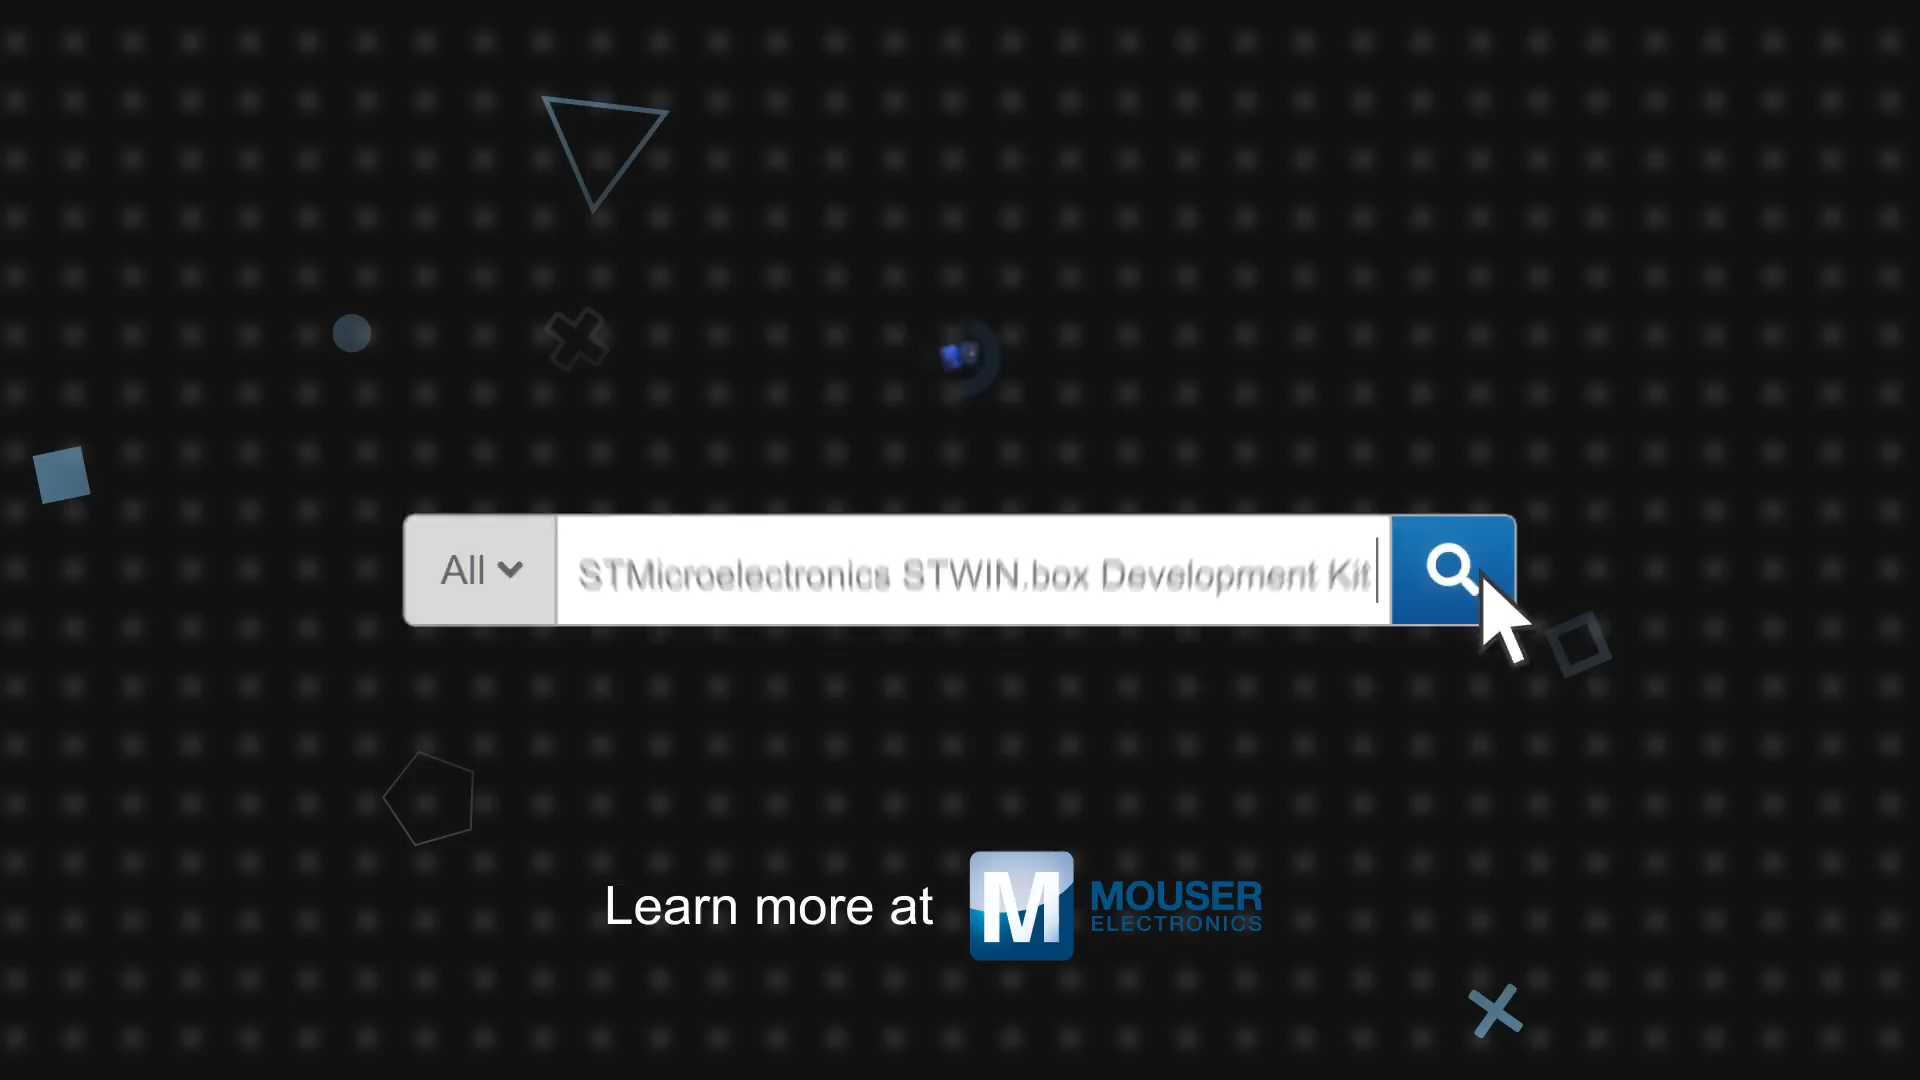 All
STMicroelectronics STWIN.box Development Kit
Learn more at
M
MOUSER
ELECTRONICS